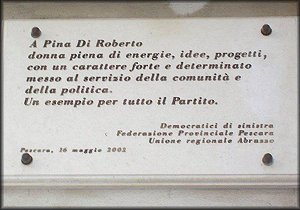 A Pina Di Roberto
donna piena di energie, idee, progetti,
con un carattere forte e determinato
messo al servizio della comunità e
della politica.
Un esempio per tutto il Partito.
Democratici di sinistra
Federazione Provinciale Pescara
Unione regionale Abruzzo
Pescara, 16 maggio 2002